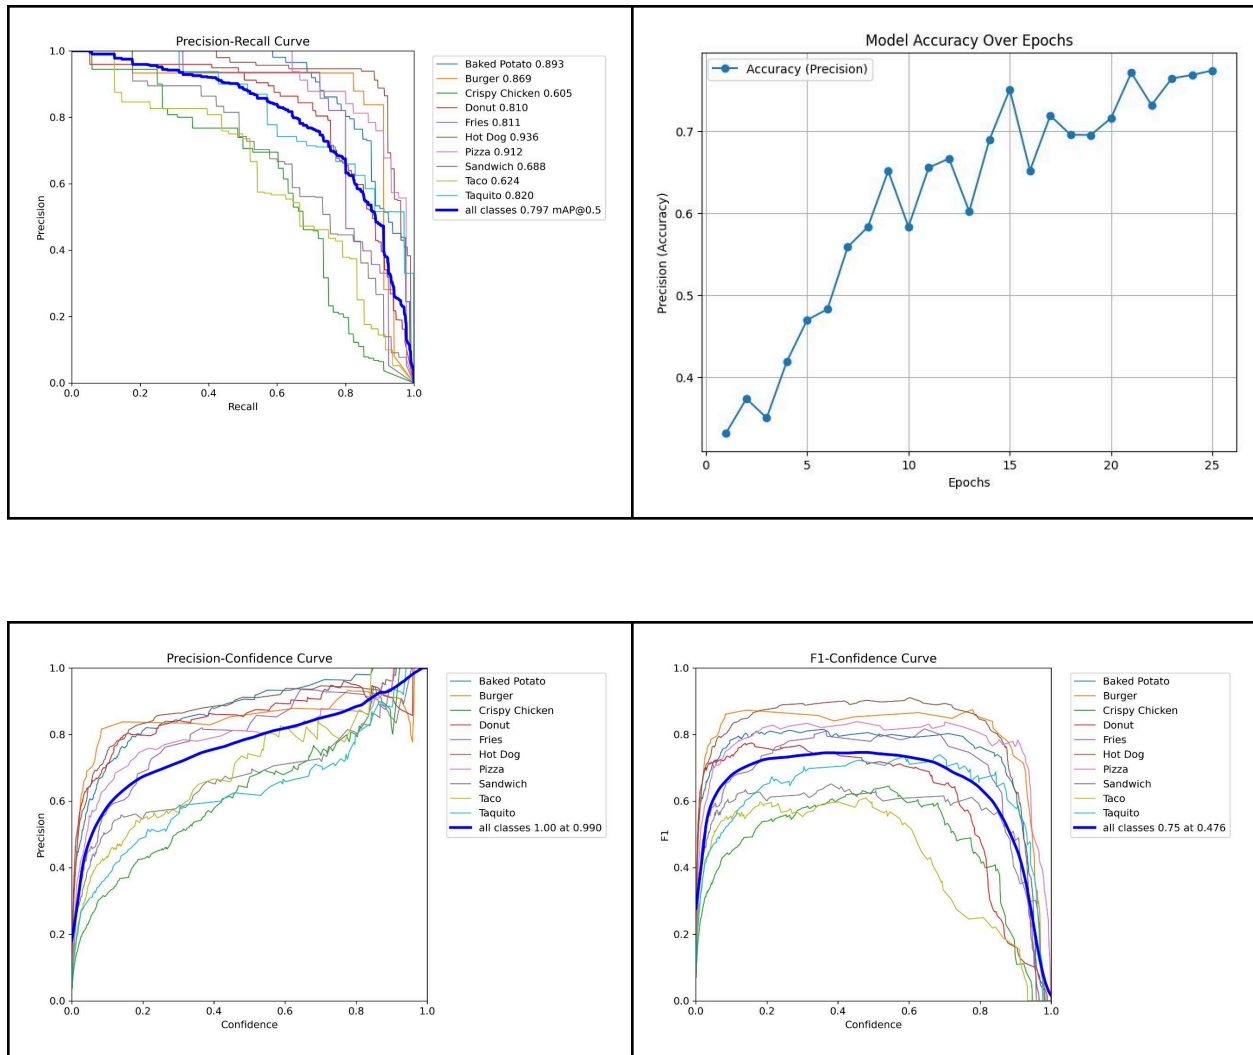 Precision-Recall Curve
1.0
0.8
0.6
0.4
0.2
0.0
Precision
0.0 0.2 0.4 0.6 0.8 1.0
Recall
Baked Potato 0.893
Burger 0.869
Crispy Chicken 0.605
Donut 0.810
Fries 0.811
Hot Dog 0.936
Pizza 0.912
Sandwich 0.688
Taco 0.624
Taquito 0.820
all classes 0.797 mAP@0.5
Model Accuracy Over Epochs
Accuracy (Precision)
0.7
0.6
0.5
0.4
Precision (Accuracy)
0 5 10 15 20 25
Epochs
Precision-Confidence Curve
1.0
0.8
0.6
0.4
0.2
0.0
Precision
0.0 0.2 0.4 0.6 0.8 1.0
Confidence
Baked Potato
Burger
Crispy Chicken
Donut
Fries
Hot Dog
Pizza
Sandwich
Taco
Taquito
all classes 1.00 at 0.990
F1-Confidence Curve
1.0
0.8
0.6
0.4
0.2
0.0
F1
0.0 0.2 0.4 0.6 0.8 1.0
Confidence
Baked Potato
Burger
Crispy Chicken
Donut
Fries
Hot Dog
Pizza
Sandwich
Taco
Taquito
all classes 0.75 at 0.476